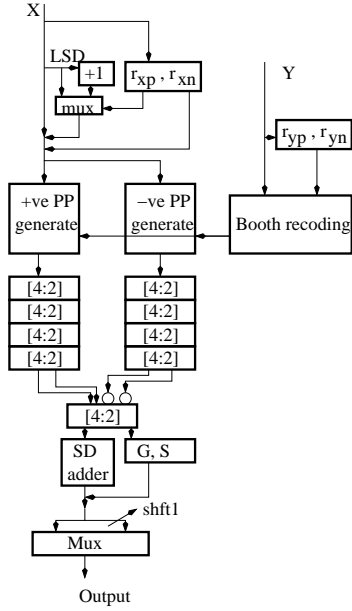 X
LSD
+1
r_xp , r_xn
mux
Y
r_yp , r_yn
+ve PP
generate
−ve PP
generate
Booth recoding
[4:2]
[4:2]
[4:2]
[4:2]
[4:2]
[4:2]
[4:2]
[4:2]
[4:2]
SD
adder
G, S
shft1
Mux
Output